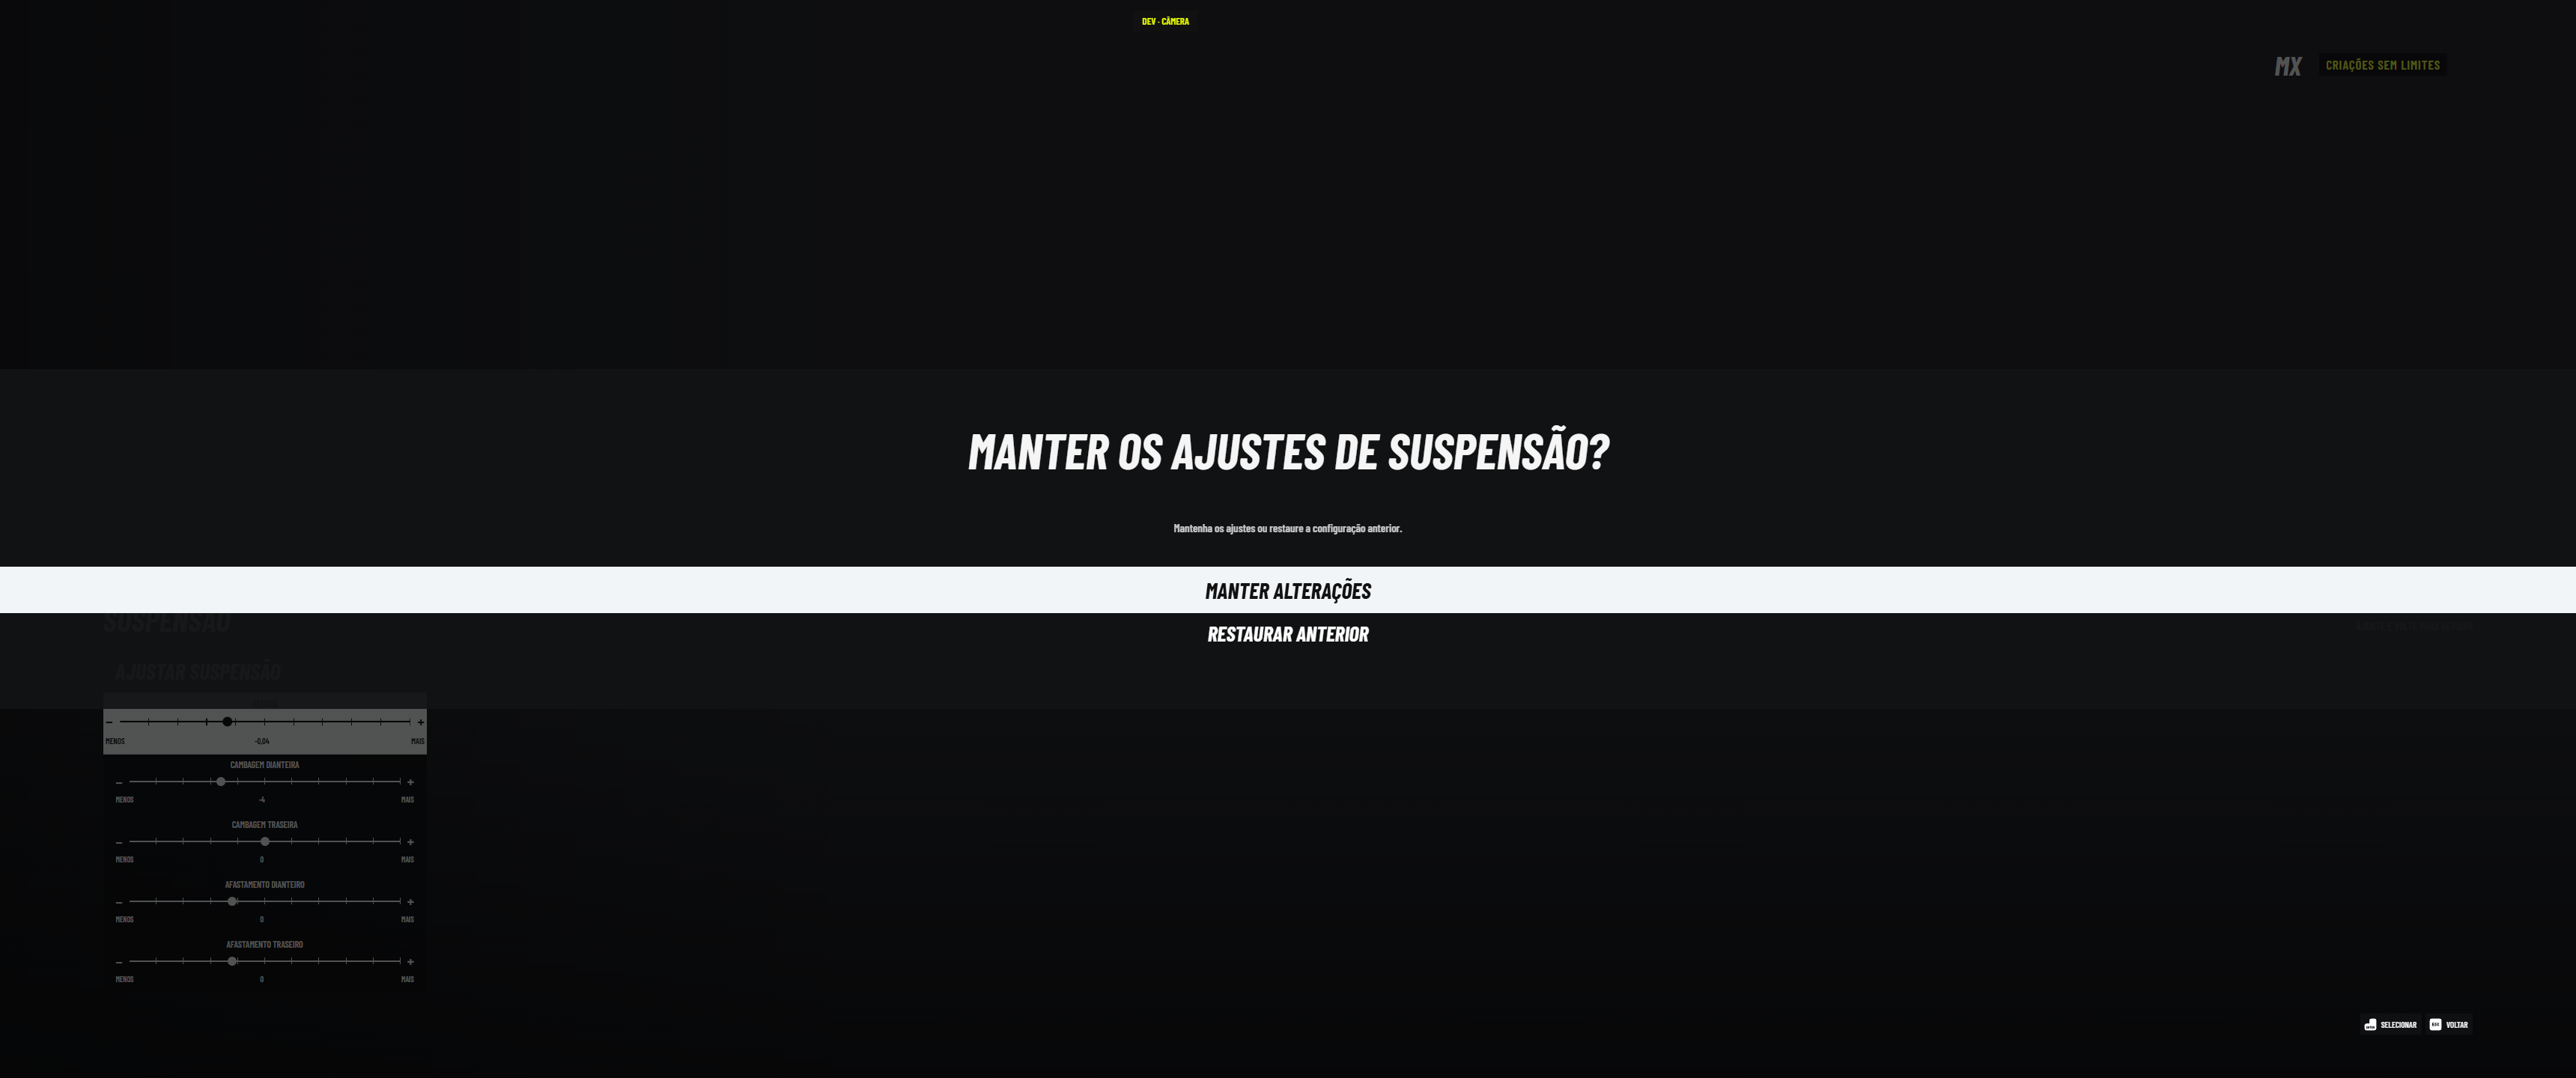 DEV - CÂMERA
MX CRIAÇÕES SEM LIMITES
MANTER OS AJUSTES DE SUSPENSÃO?
Mantenha os ajustes ou restaure a configuração anterior.
MANTER ALTERAÇÕES
SUSPENSÃO
RESTAURAR ANTERIOR
AJUSTAR SUSPENSÃO
– +
MENOS -0,04 MAIS
CAMBAGEM DIANTEIRA
– +
MENOS -4 MAIS
CAMBAGEM TRASEIRA
– +
MENOS 0 MAIS
AFASTAMENTO DIANTEIRO
– +
MENOS 0 MAIS
AFASTAMENTO TRASEIRO
– +
MENOS 0 MAIS
SELECIONAR VOLTAR